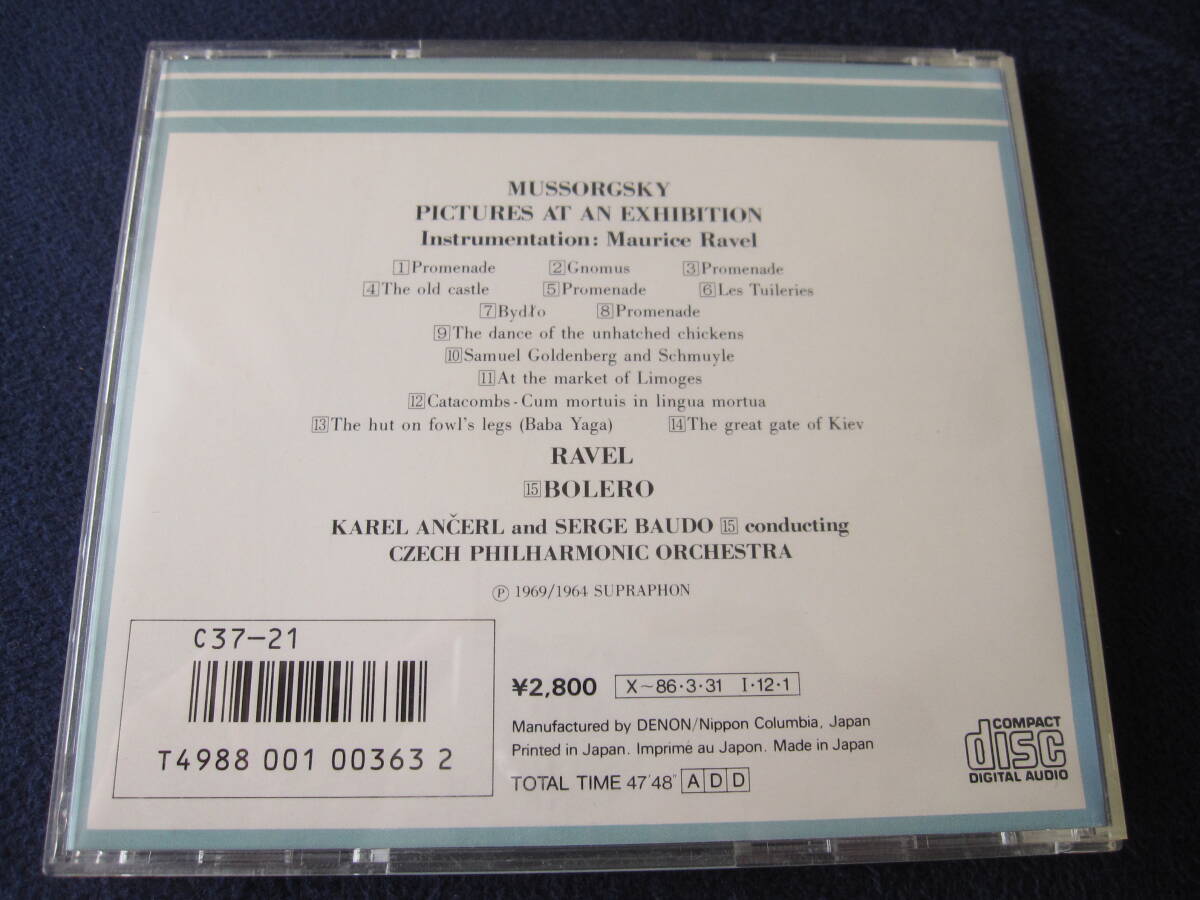 MUSSORGSKY
PICTURES AT AN EXHIBITION
Instrumentation: Maurice Ravel
1 Promenade 2 Gnomus 3 Promenade
4 The old castle 5 Promenade 6 Les Tuileries
7 Bydło 8 Promenade
9 The dance of the unhatched chickens
10 Samuel Goldenberg and Schmuyle
11 At the market of Limoges
12 Catacombs - Cum mortuis in lingua mortua
13 The hut on fowl's legs (Baba Yaga) 14 The great gate of Kiev
RAVEL
15 BOLERO
KAREL ANČERL and SERGE BAUDO 15 conducting
CZECH PHILHARMONIC ORCHESTRA
Ⓟ 1969/1964 SUPRAPHON
C37-21
T4988 001 00363 2
¥2,800 X~86·3·31 I·12·1
Manufactured by DENON/Nippon Columbia, Japan
Printed in Japan. Imprimé au Japon. Made in Japan
TOTAL TIME 47'48" A D D
COMPACT
disc
DIGITAL AUDIO